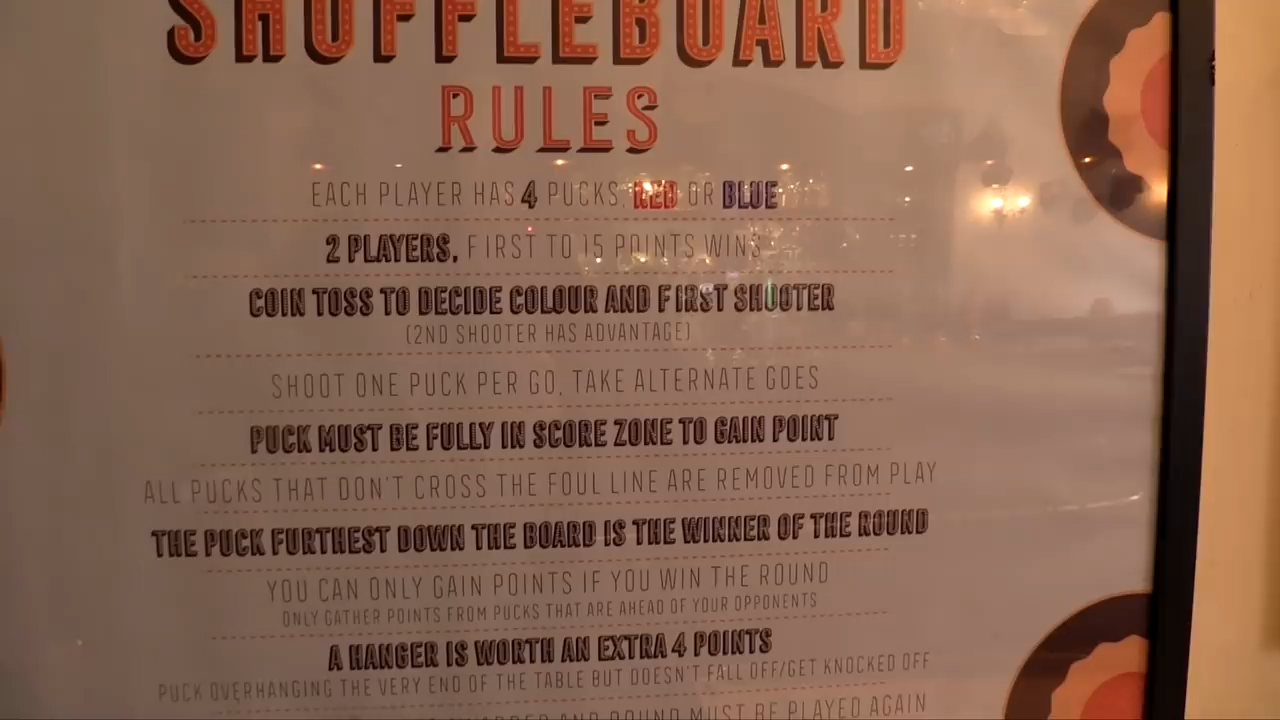 SHUFFLEBOARD
RULES
EACH PLAYER HAS 4 PUCKS, RED OR BLUE
2 PLAYERS, FIRST TO 15 POINTS WINS
COIN TOSS TO DECIDE COLOUR AND FIRST SHOOTER
(2ND SHOOTER HAS ADVANTAGE)
SHOOT ONE PUCK PER GO, TAKE ALTERNATE GOES
PUCK MUST BE FULLY IN SCORE ZONE TO GAIN POINT
ALL PUCKS THAT DON'T CROSS THE FOUL LINE ARE REMOVED FROM PLAY
THE PUCK FURTHEST DOWN THE BOARD IS THE WINNER OF THE ROUND
YOU CAN ONLY GAIN POINTS IF YOU WIN THE ROUND
ONLY GATHER POINTS FROM PUCKS THAT ARE AHEAD OF YOUR OPPONENTS
A HANGER IS WORTH AN EXTRA 4 POINTS
PUCK OVERHANGING THE VERY END OF THE TABLE BUT DOESN'T FALL OFF/GET KNOCKED OFF
AND ROUND MUST BE PLAYED AGAIN